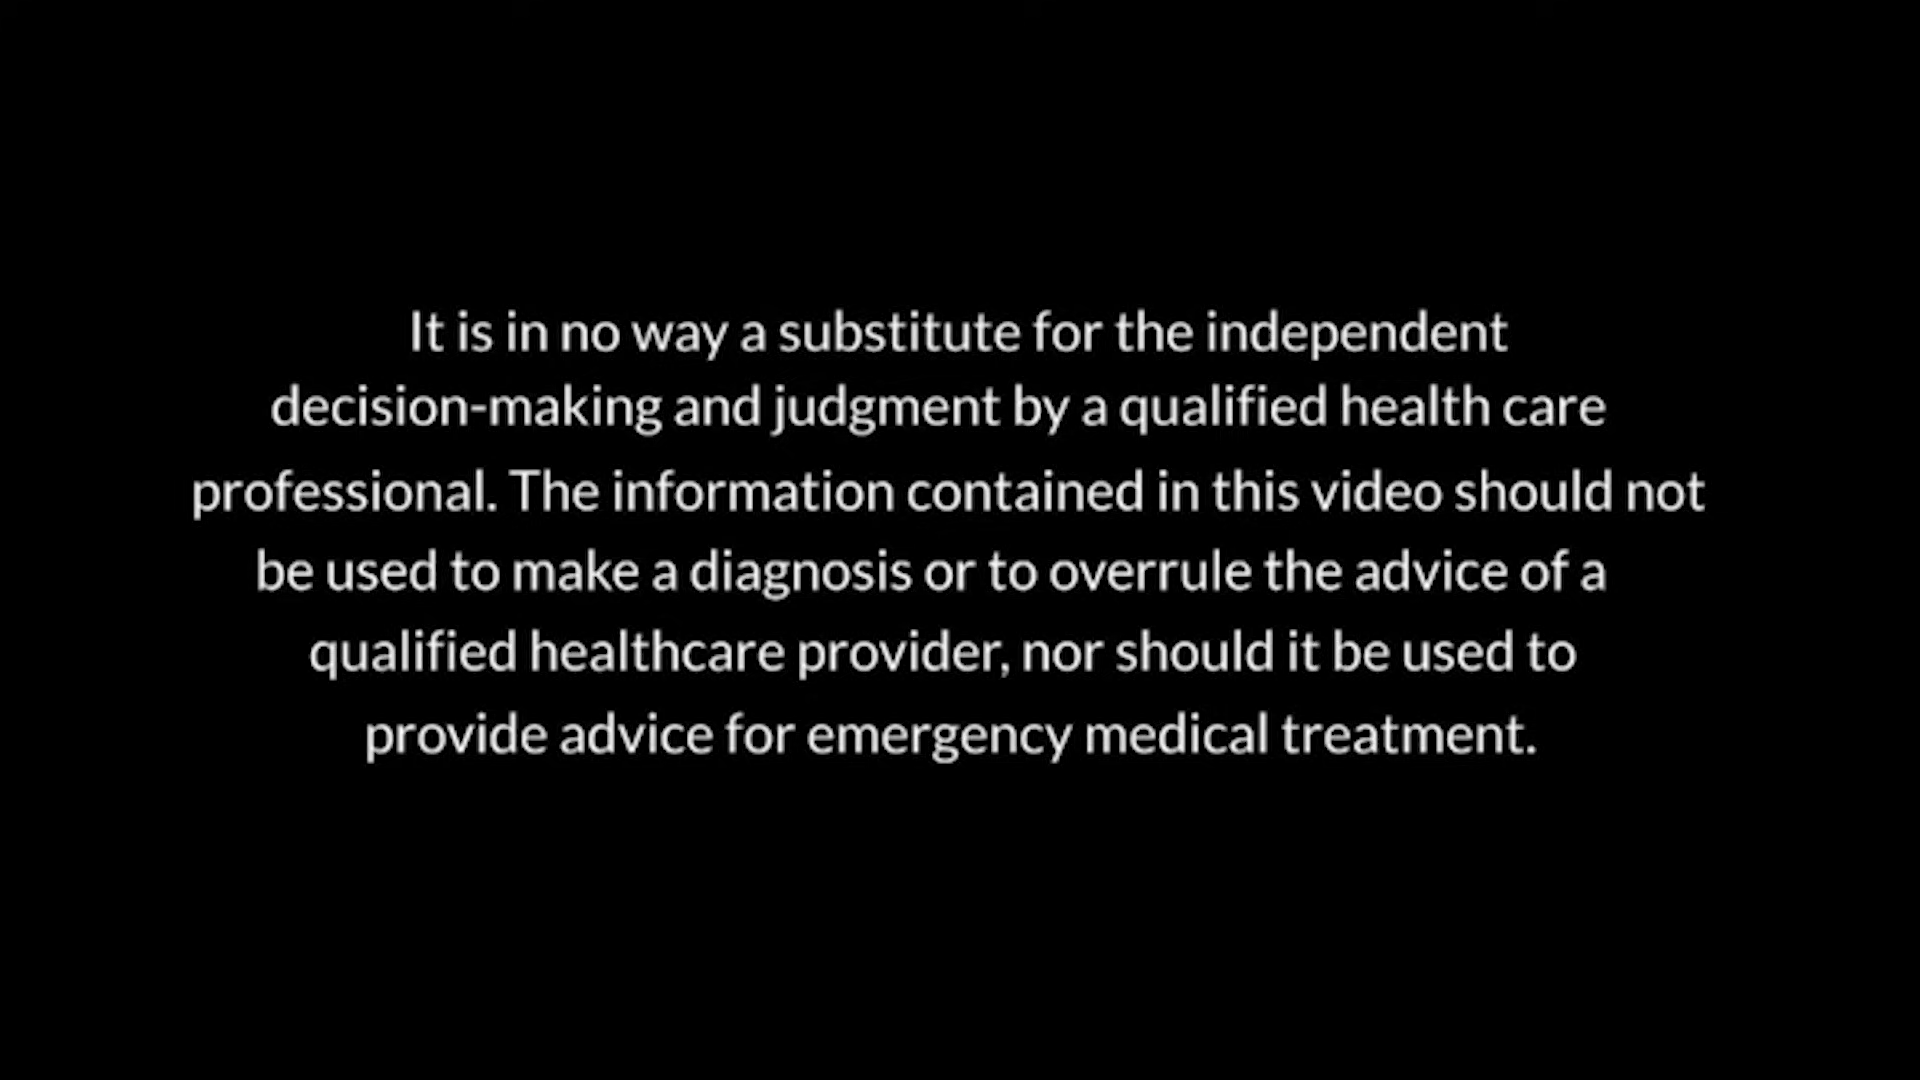 It is in no way a substitute for the independent
decision-making and judgment by a qualified health care
professional. The information contained in this video should not
be used to make a diagnosis or to overrule the advice of a
qualified healthcare provider, nor should it be used to
provide advice for emergency medical treatment.